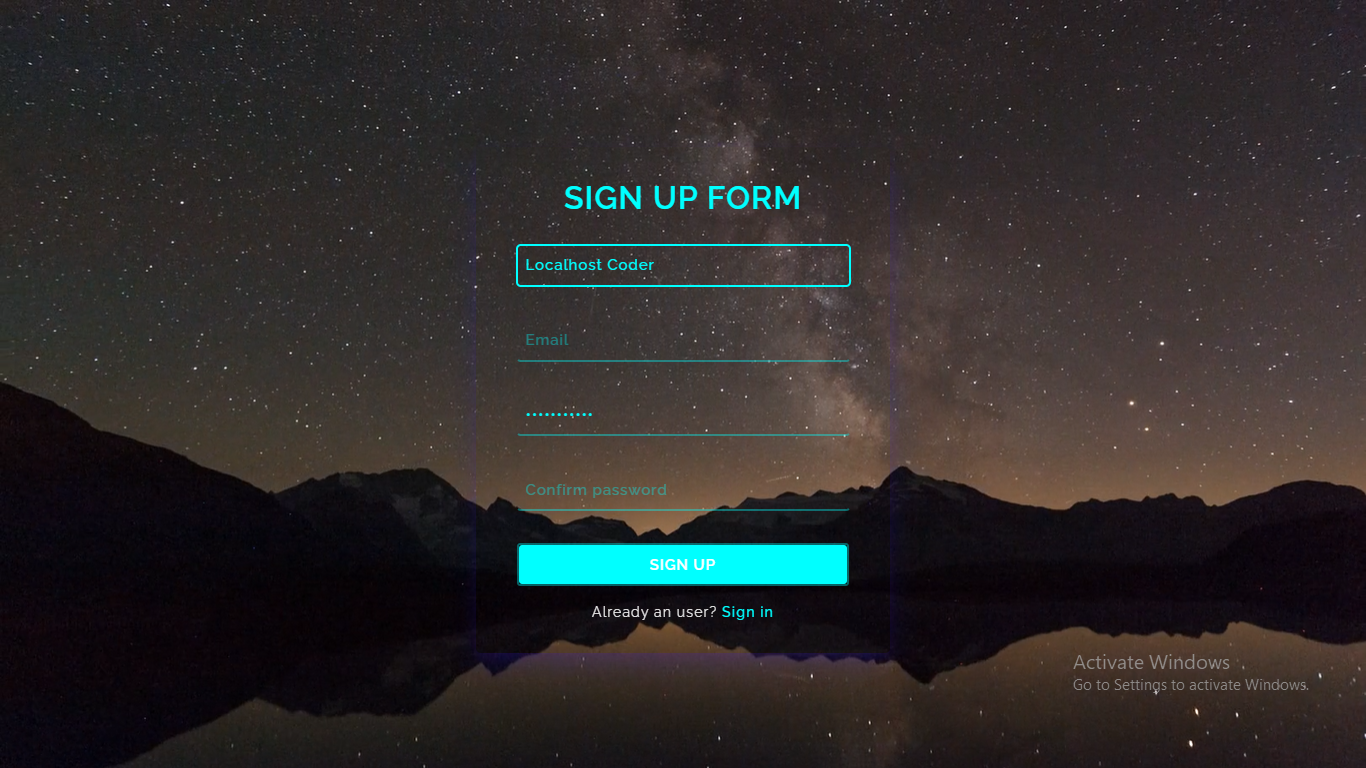 SIGN UP FORM
Localhost Coder
Email
•••••••••••
Confirm password
SIGN UP
Already an user? Sign in
Activate Windows
Go to Settings to activate Windows.